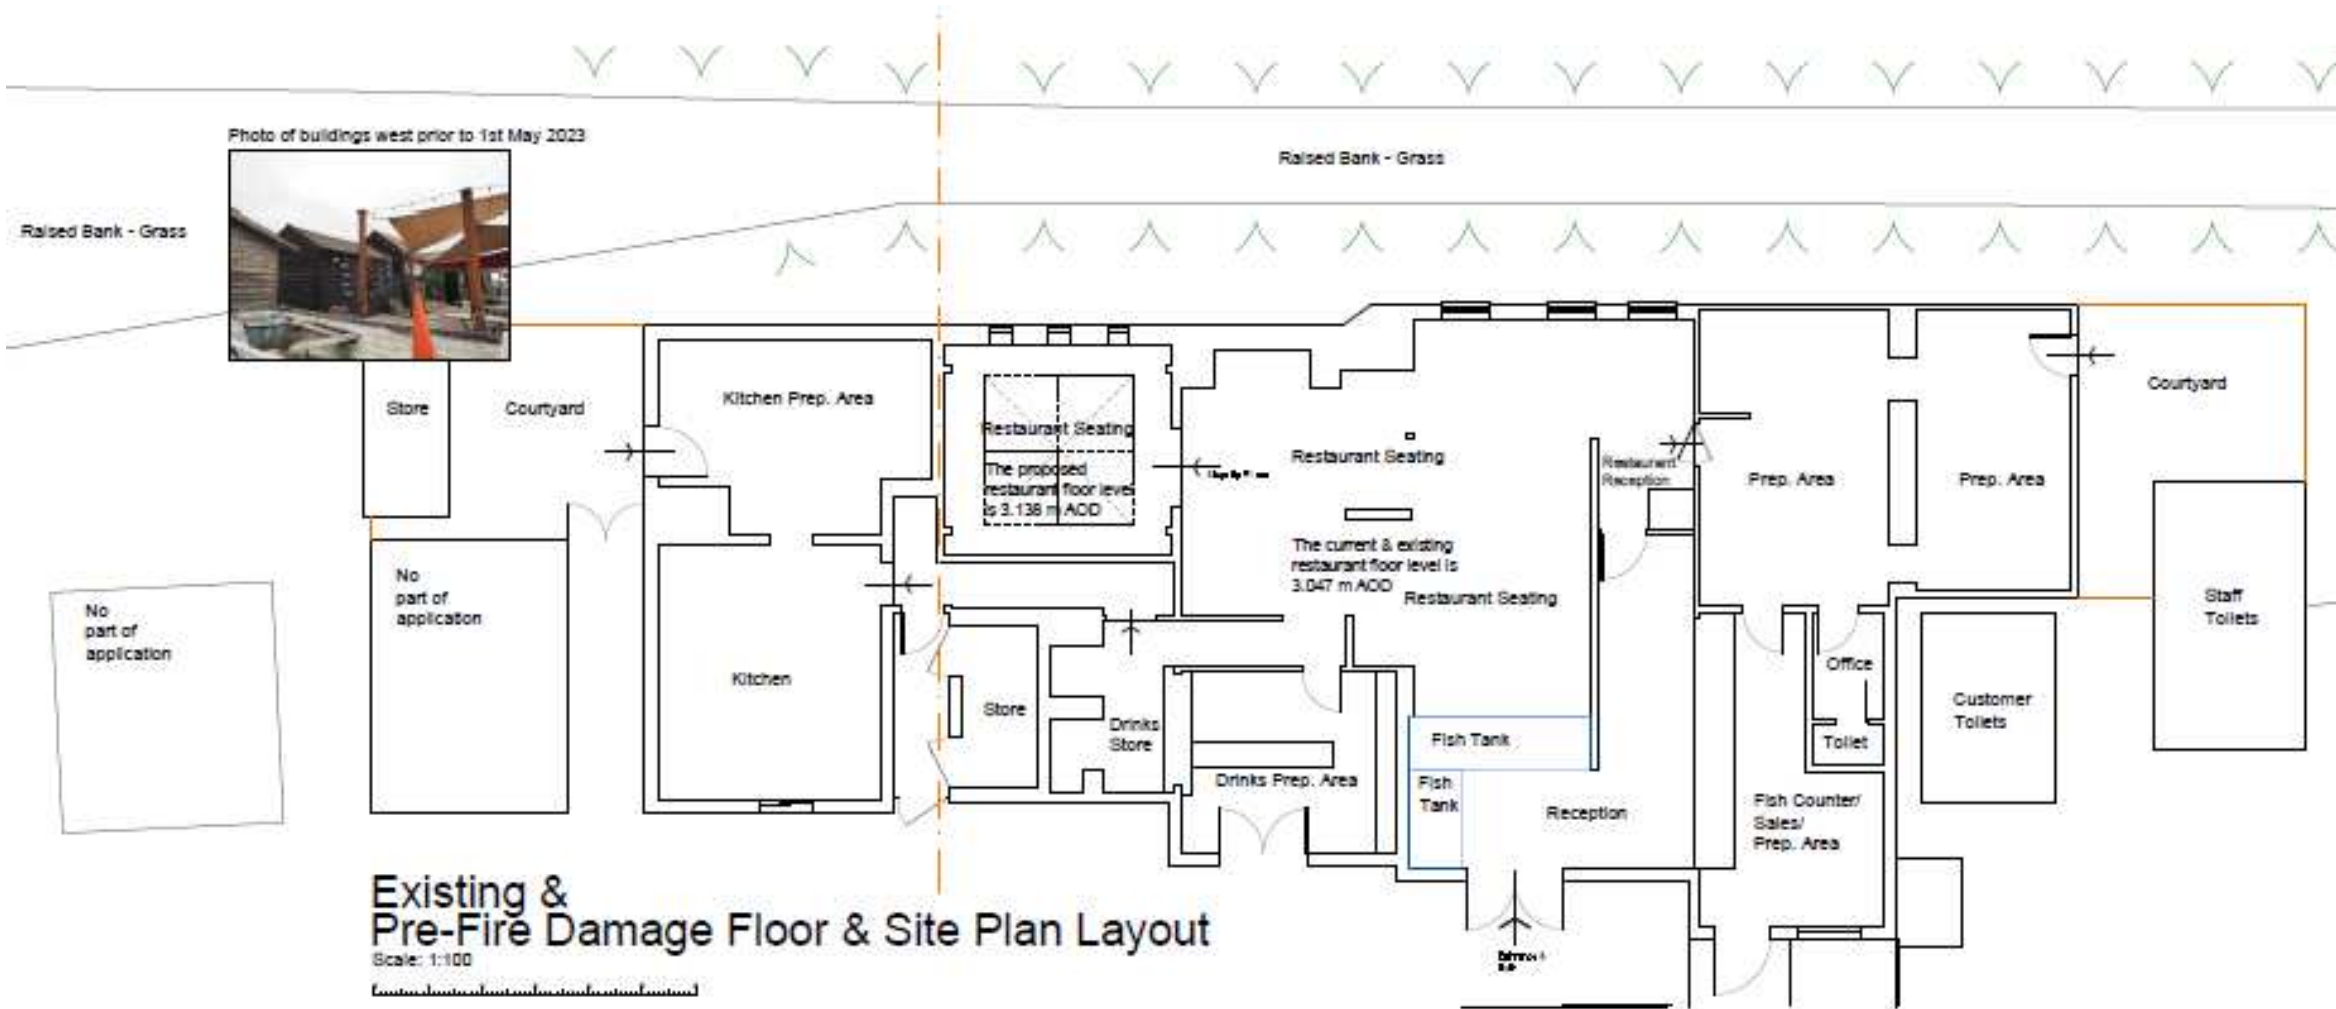 Photo of buildings west prior to 1st May 2023
Raised Bank - Grass
Raised Bank - Grass
Store
Courtyard
Kitchen Prep. Area
Restaurant Seating
The proposed
restaurant floor level
is 3.138 m AOD
Restaurant Seating
The current & existing
restaurant floor level is
3.047 m AOD
Restaurant Seating
Restaurant
Reception
Prep. Area
Prep. Area
Courtyard
No
part of
application
No
part of
application
Kitchen
Store
Drinks
Store
Drinks Prep. Area
Fish Tank
Fish
Tank
Reception
Office
Toilet
Fish Counter/
Sales/
Prep. Area
Customer
Toilets
Staff
Toilets
Existing &
Pre-Fire Damage Floor & Site Plan Layout
Scale: 1:100